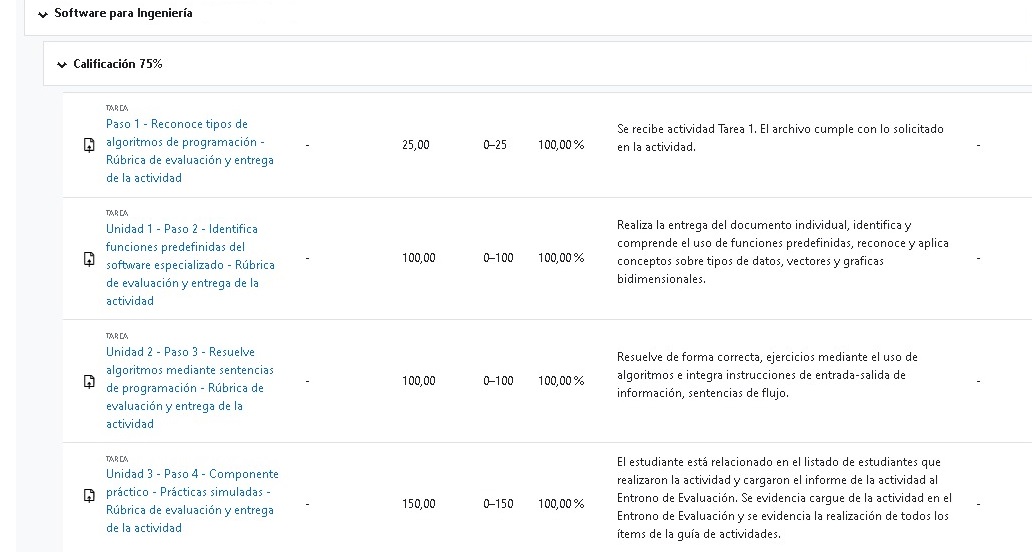 Software para Ingeniería
Calificación 75%
TAREA
Paso 1 - Reconoce tipos de
algoritmos de programación -
Rúbrica de evaluación y entrega
de la actividad
-
25,00
0–25
100,00 %
Se recibe actividad Tarea 1. El archivo cumple con lo solicitado
en la actividad.
-
TAREA
Unidad 1 - Paso 2 - Identifica
funciones predefinidas del
software especializado - Rúbrica
de evaluación y entrega de la
actividad
-
100,00
0–100
100,00 %
Realiza la entrega del documento individual, identifica y
comprende el uso de funciones predefinidas, reconoce y aplica
conceptos sobre tipos de datos, vectores y graficas
bidimensionales.
-
TAREA
Unidad 2 - Paso 3 - Resuelve
algoritmos mediante sentencias
de programación - Rúbrica de
evaluación y entrega de la
actividad
-
100,00
0–100
100,00 %
Resuelve de forma correcta, ejercicios mediante el uso de
algoritmos e integra instrucciones de entrada-salida de
información, sentencias de flujo.
-
TAREA
Unidad 3 - Paso 4 - Componente
práctico - Prácticas simuladas -
Rúbrica de evaluación y entrega
de la actividad
-
150,00
0–150
100,00 %
El estudiante está relacionado en el listado de estudiantes que
realizaron la actividad y cargaron el informe de la actividad al
Entrono de Evaluación. Se evidencia cargue de la actividad en el
Entrono de Evaluación y se evidencia la realización de todos los
ítems de la guía de actividades.
-